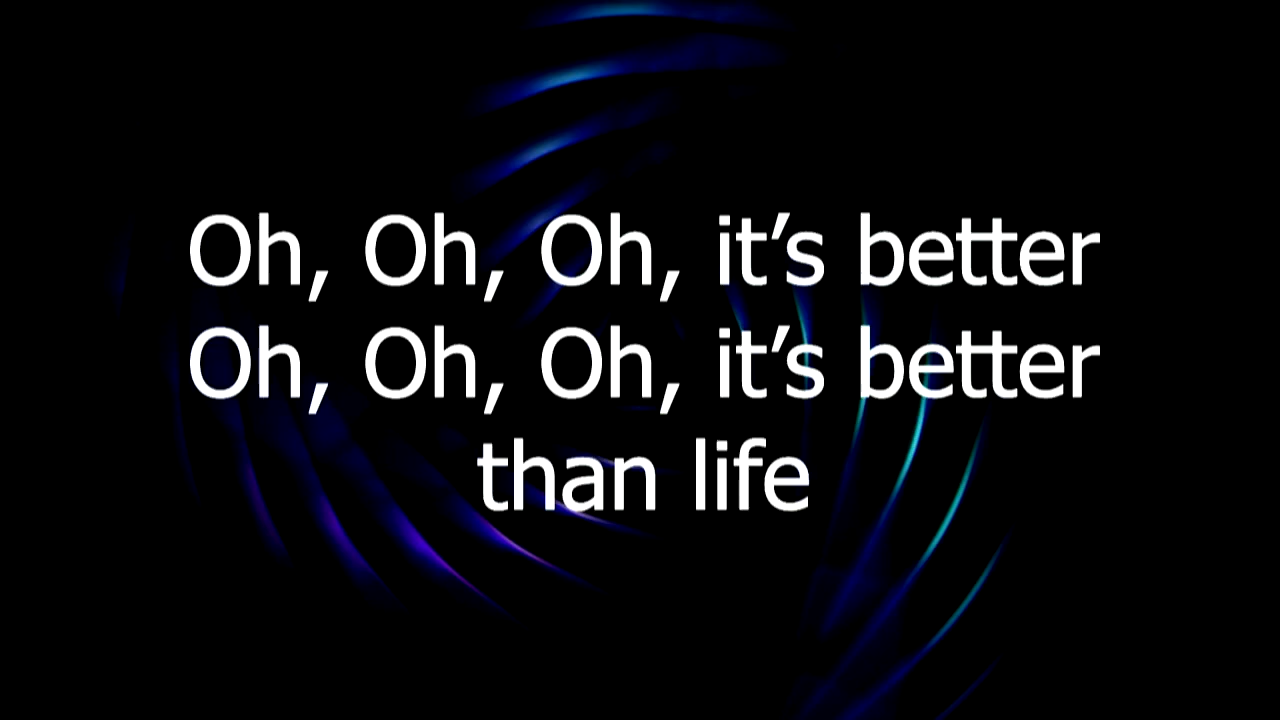 Oh, Oh, Oh, it’s better
Oh, Oh, Oh, it’s better
than life